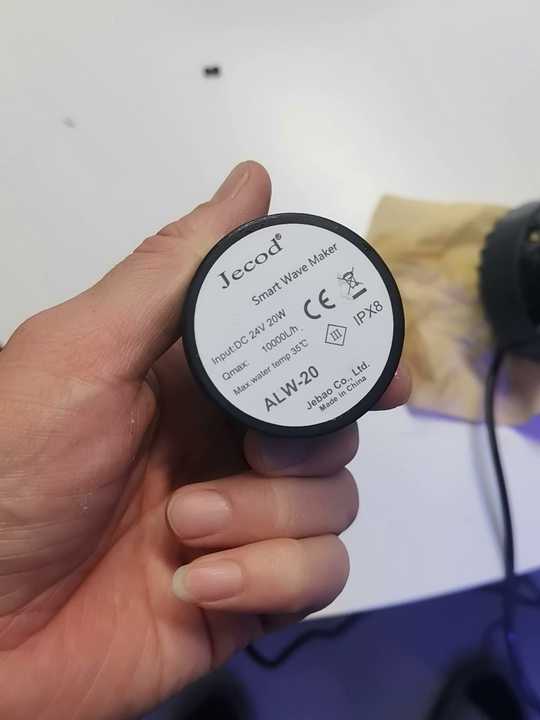 Jecod®
Smart Wave Maker
Input:DC 24V 20W
Qmax: 10000L/h
CE
Max.water temp 35℃
III
IPX8
ALW-20
Jebao Co., Ltd.
Made in China